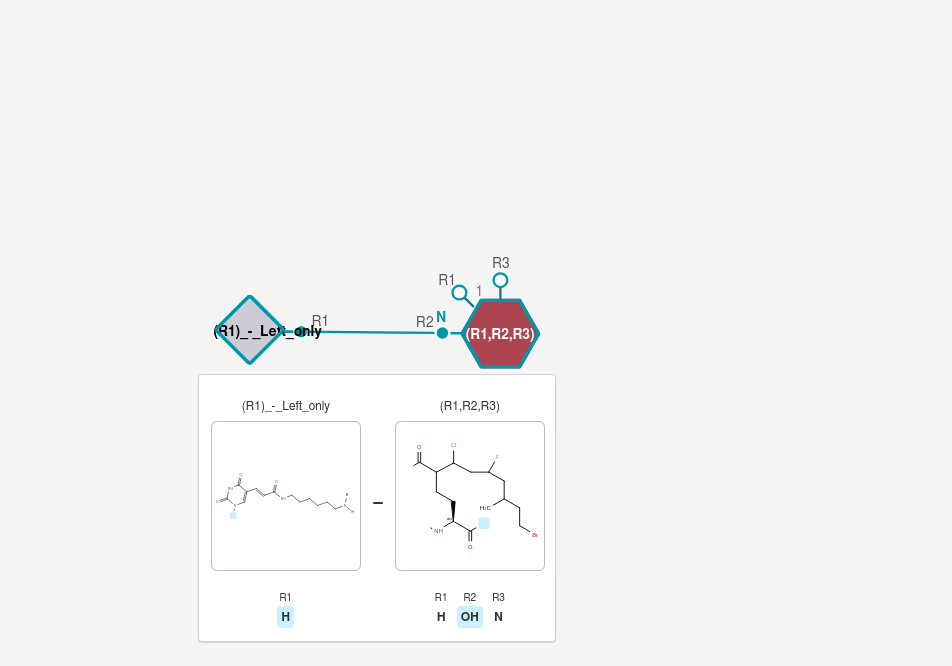 R3
R1
1
R1
R2
N
(R1)_-_Left_only
(R1,R2,R3)
(R1)_-_Left_only
(R1,R2,R3)
O
NH
O
N
O
NH
N
H
H
O
Cl
F
H₃C
NH
O
Br
R1
H
R1
R2
R3
H
OH
N